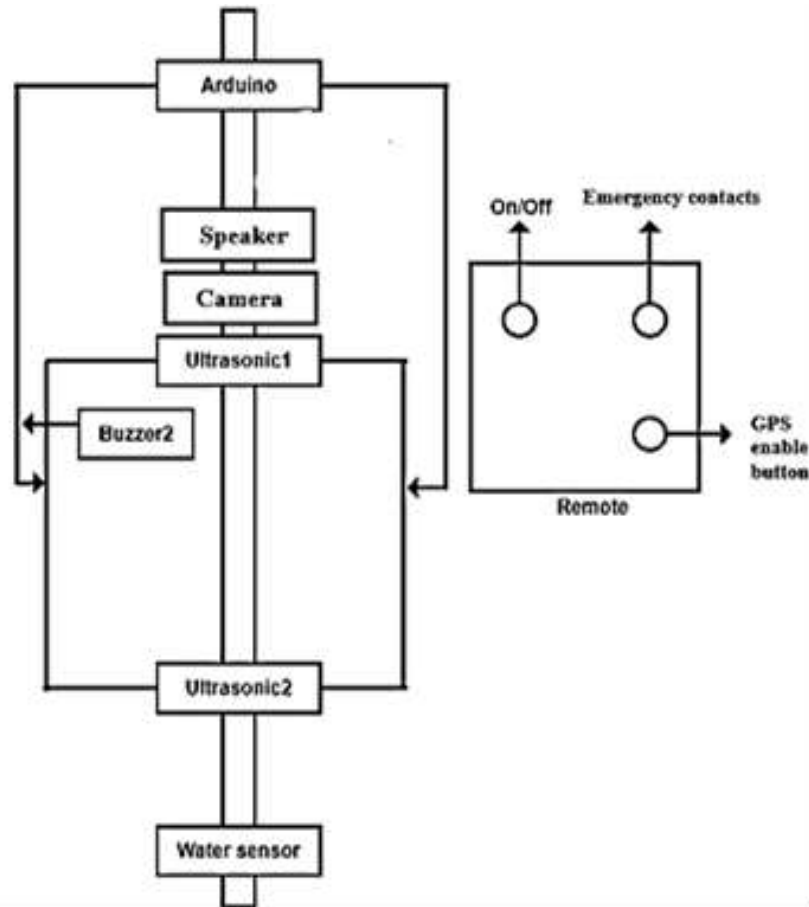 Arduino
Speaker
Camera
Ultrasonic1
Buzzer2
Ultrasonic2
Water sensor
On/Off
Emergency contacts
GPS
enable
button
Remote